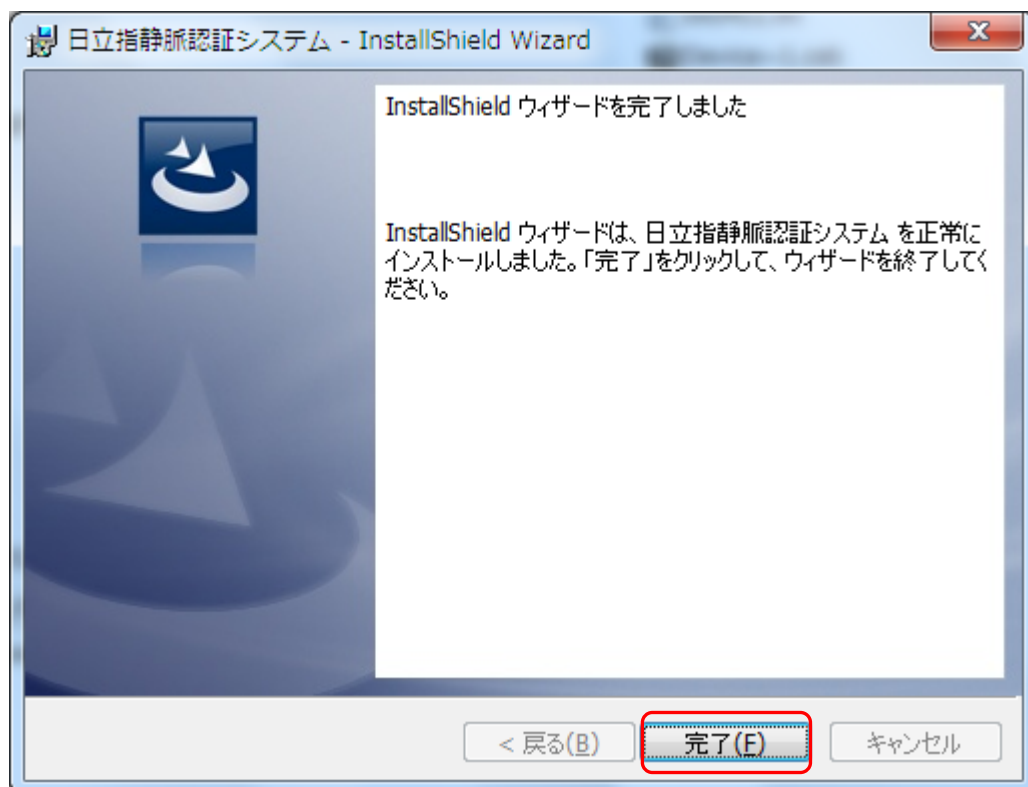 日立指静脈認証システム - InstallShield Wizard
InstallShield ウィザードを完了しました
InstallShield ウィザードは、日立指静脈認証システム を正常に
インストールしました。「完了」をクリックして、ウィザードを終了してく
ださい。
< 戻る(B)
完了(F)
キャンセル